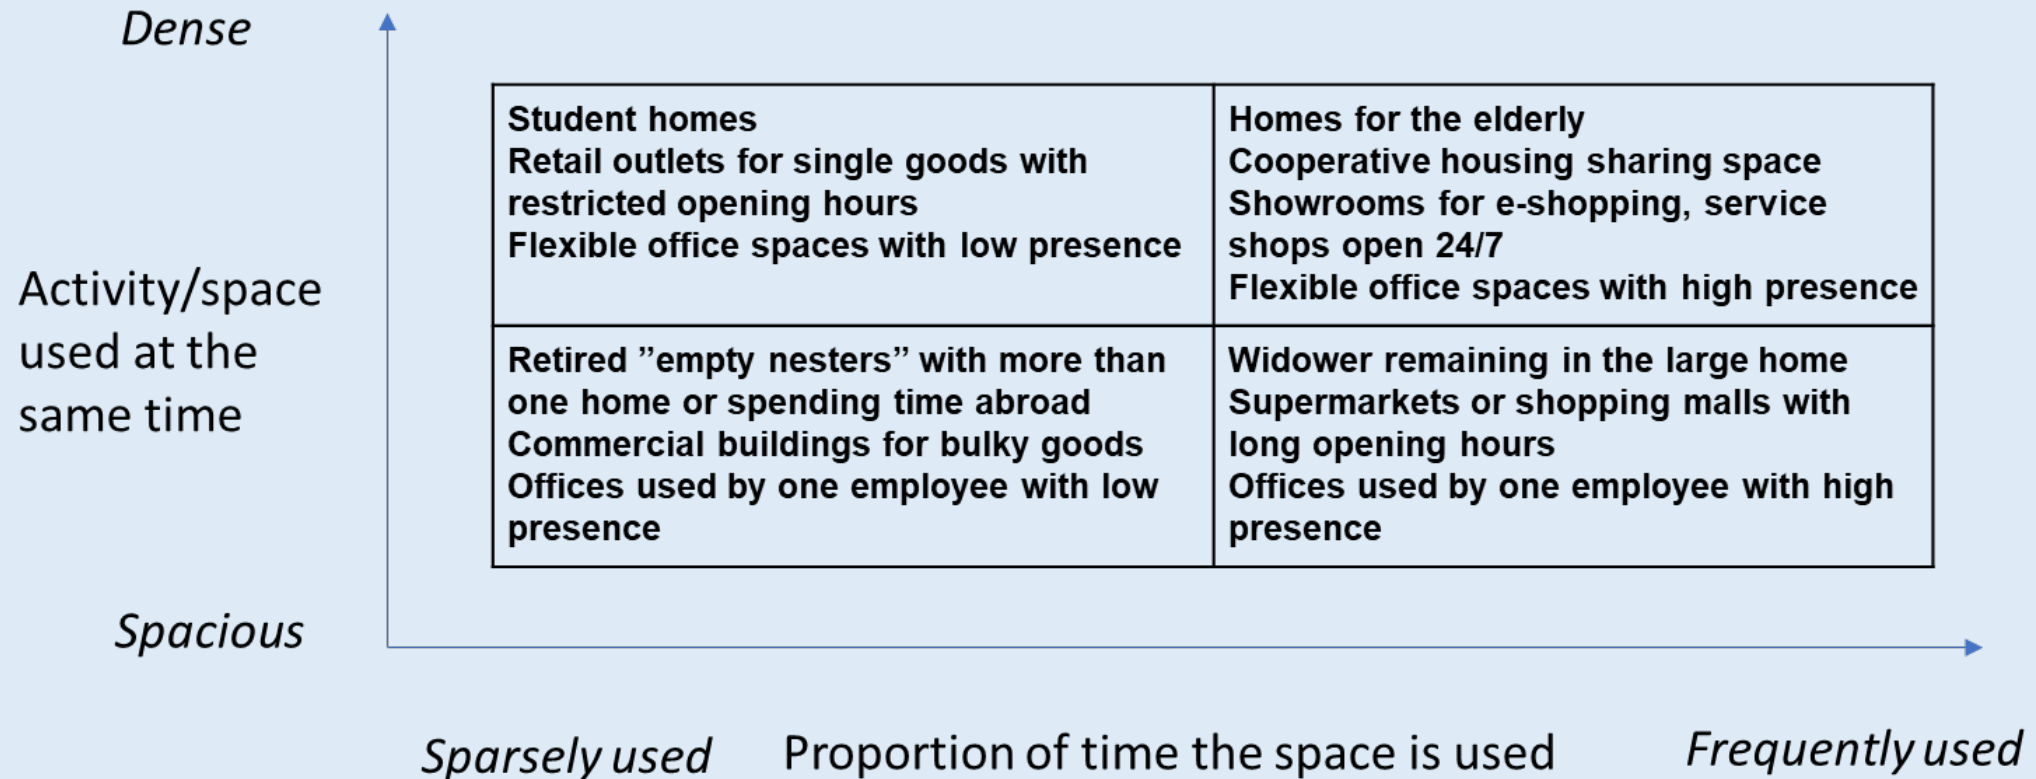 Dense
Student homes
Retail outlets for single goods with
restricted opening hours
Flexible office spaces with low presence
Homes for the elderly
Cooperative housing sharing space
Showrooms for e-shopping, service
shops open 24/7
Flexible office spaces with high presence
Activity/space
used at the
same time
Retired ”empty nesters” with more than
one home or spending time abroad
Commercial buildings for bulky goods
Offices used by one employee with low
presence
Widower remaining in the large home
Supermarkets or shopping malls with
long opening hours
Offices used by one employee with high
presence
Spacious
Sparsely used
Proportion of time the space is used
Frequently used